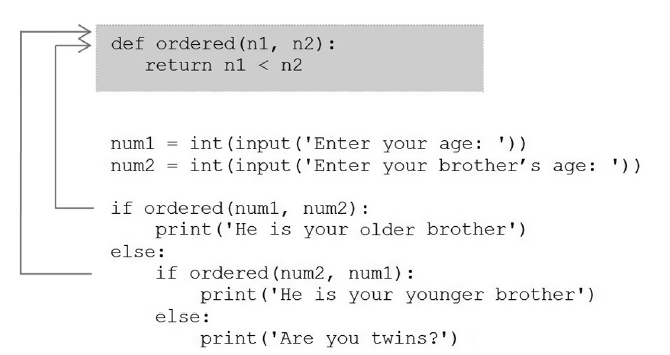 def ordered(n1, n2):
    return n1 < n2
num1 = int(input('Enter your age: '))
num2 = int(input('Enter your brother’s age: '))
if ordered(num1, num2):
    print('He is your older brother')
else:
    if ordered(num2, num1):
        print('He is your younger brother')
    else:
        print('Are you twins?')